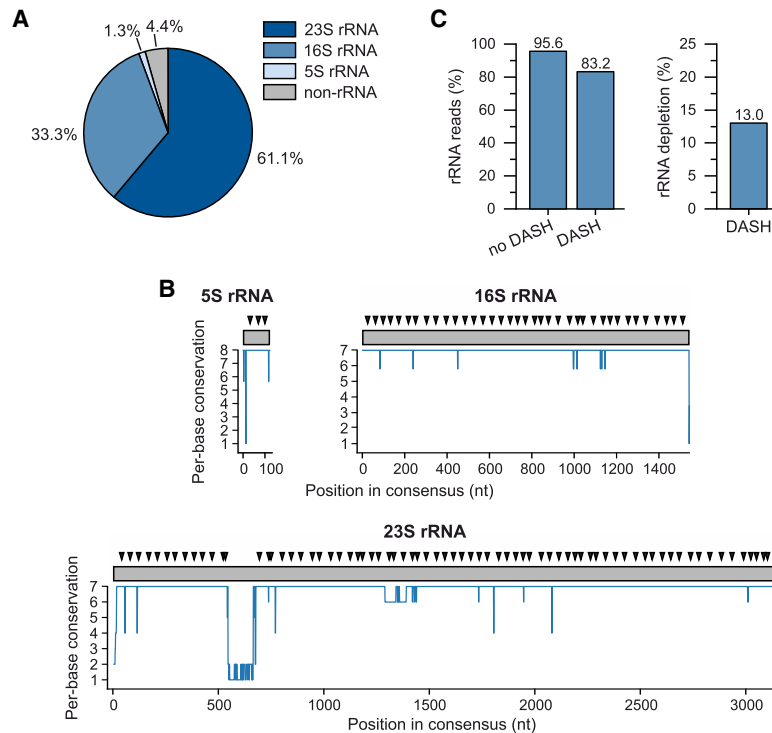 A
1.3%
4.4%
33.3%
61.1%
23S rRNA
16S rRNA
5S rRNA
non-rRNA
C
rRNA reads (%)
100
80
60
40
20
0
95.6
83.2
no DASH
DASH
rRNA depletion (%)
25
20
15
10
5
0
13.0
DASH
B
5S rRNA
Per-base conservation
8
7
6
5
4
3
2
1
0 100
16S rRNA
7
6
5
4
3
2
1
0 200 400 600 800 1000 1200 1400
Position in consensus (nt)
23S rRNA
Per-base conservation
7
6
5
4
3
2
1
0 500 1000 1500 2000 2500 3000
Position in consensus (nt)